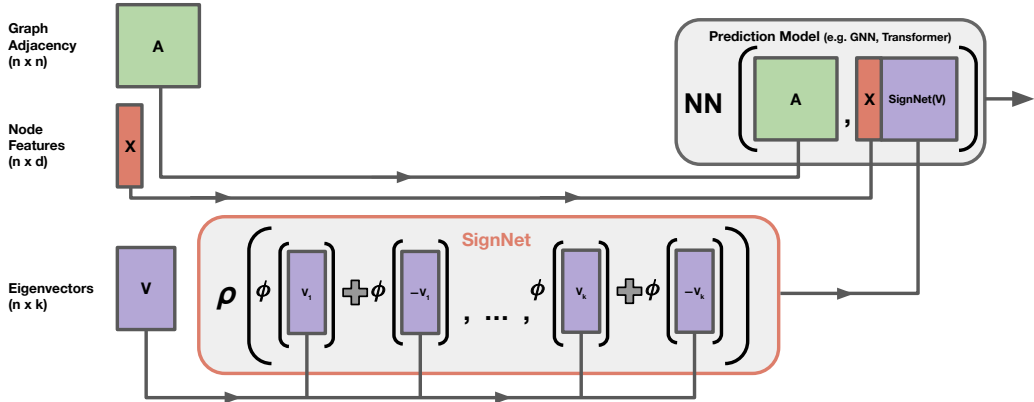 Graph
Adjacency
(n x n)
A
Prediction Model (e.g. GNN, Transformer)
NN ( A , X SignNet(V) )
Node
Features
(n x d)
X
SignNet
Eigenvectors
(n x k)
V
ρ ( ϕ ( v₁ ) + ϕ ( -v₁ ) , ... , ϕ ( vₖ ) + ϕ ( -vₖ ) )